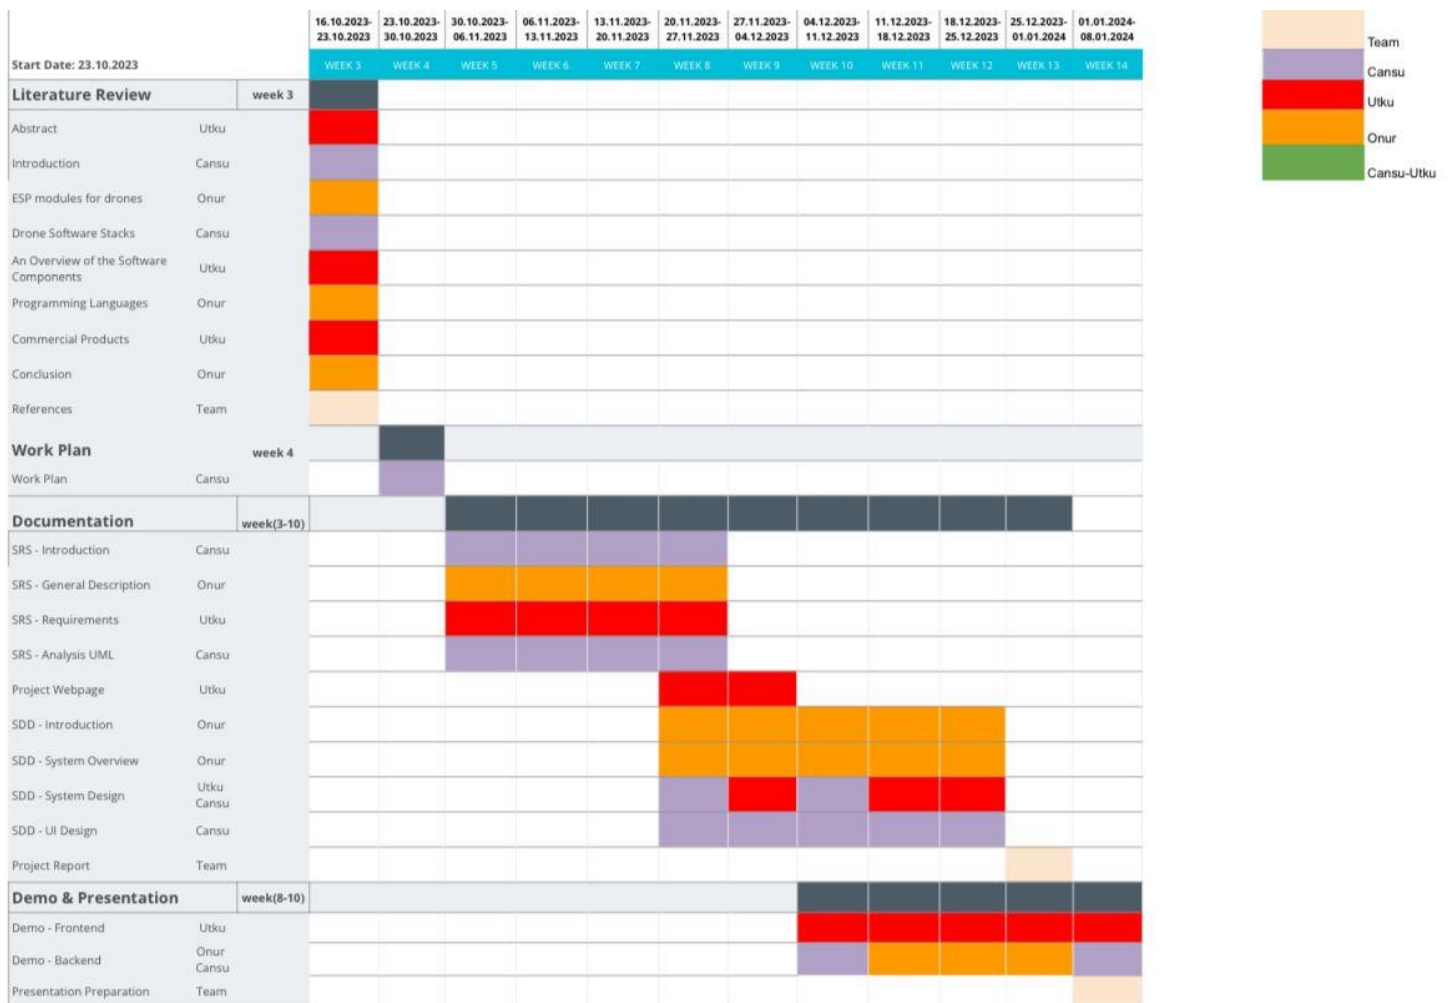 16.10.2023- 23.10.2023- 30.10.2023- 06.11.2023- 13.11.2023- 20.11.2023- 27.11.2023- 04.12.2023- 11.12.2023- 18.12.2023- 25.12.2023- 01.01.2024-
23.10.2023 30.10.2023 06.11.2023 13.11.2023 20.11.2023 27.11.2023 04.12.2023 11.12.2023 18.12.2023 25.12.2023 01.01.2024 08.01.2024
Start Date: 23.10.2023 WEEK 3 WEEK 4 WEEK 5 WEEK 6 WEEK 7 WEEK 8 WEEK 9 WEEK 10 WEEK 11 WEEK 12 WEEK 13 WEEK 14
Literature Review week 3
Abstract Utku
Introduction Cansu
ESP modules for drones Onur
Drone Software Stacks Cansu
An Overview of the Software
Components Utku
Programming Languages Onur
Commercial Products Utku
Conclusion Onur
References Team
Work Plan week 4
Work Plan Cansu
Documentation week(3-10)
SRS - Introduction Cansu
SRS - General Description Onur
SRS - Requirements Utku
SRS - Analysis UML Cansu
Project Webpage Utku
SDD - Introduction Onur
SDD - System Overview Onur
SDD - System Design Utku
Cansu
SDD - UI Design Cansu
Project Report Team
Demo & Presentation week(8-10)
Demo - Frontend Utku
Demo - Backend Onur
Cansu
Presentation Preparation Team
Team
Cansu
Utku
Onur
Cansu-Utku